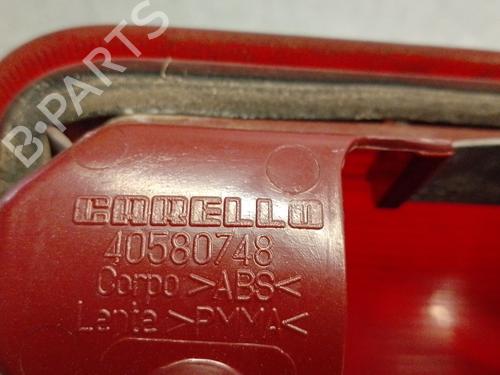 B-PARTS
CARELLO
40580748
Corpo >ABS<
Lente >PMMA<